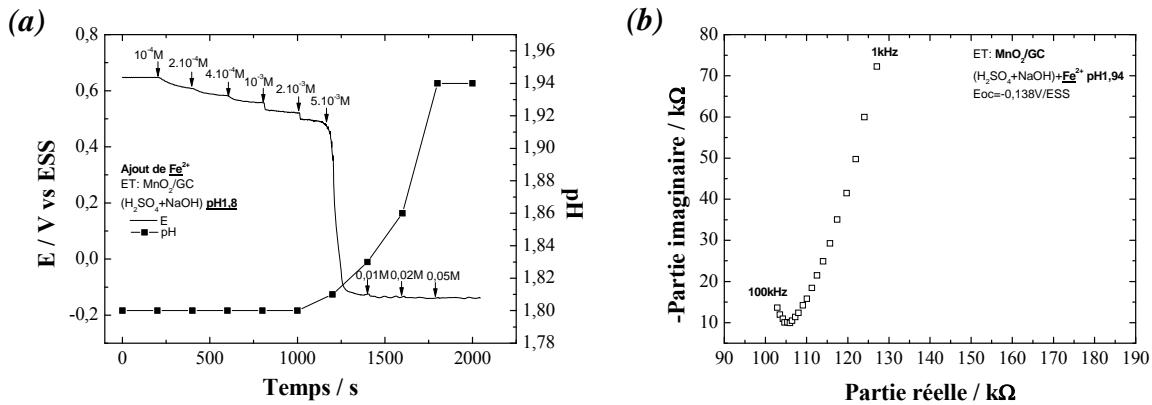 (a)
0,8
0,6
0,4
0,2
0,0
-0,2
E / V vs ESS
10⁻⁴M
2.10⁻⁴M
4.10⁻⁴M
10⁻³M
2.10⁻³M
5.10⁻³M
Ajout de Fe²⁺
ET: MnO₂/GC
(H₂SO₄+NaOH) pH1,8
E
pH
0,01M
0,02M
0,05M
0
500
1000
1500
2000
Temps / s
1,96
1,94
1,92
1,90
1,88
1,86
1,84
1,82
1,80
1,78
pH
(b)
80
70
60
50
40
30
20
10
-Partie imaginaire / kΩ
1kHz
100kHz
ET: MnO₂/GC
(H₂SO₄+NaOH)+Fe²⁺ pH1,94
Eoc=-0,138V/ESS
90 100 110 120 130 140 150 160 170 180 190
Partie réelle / kΩ